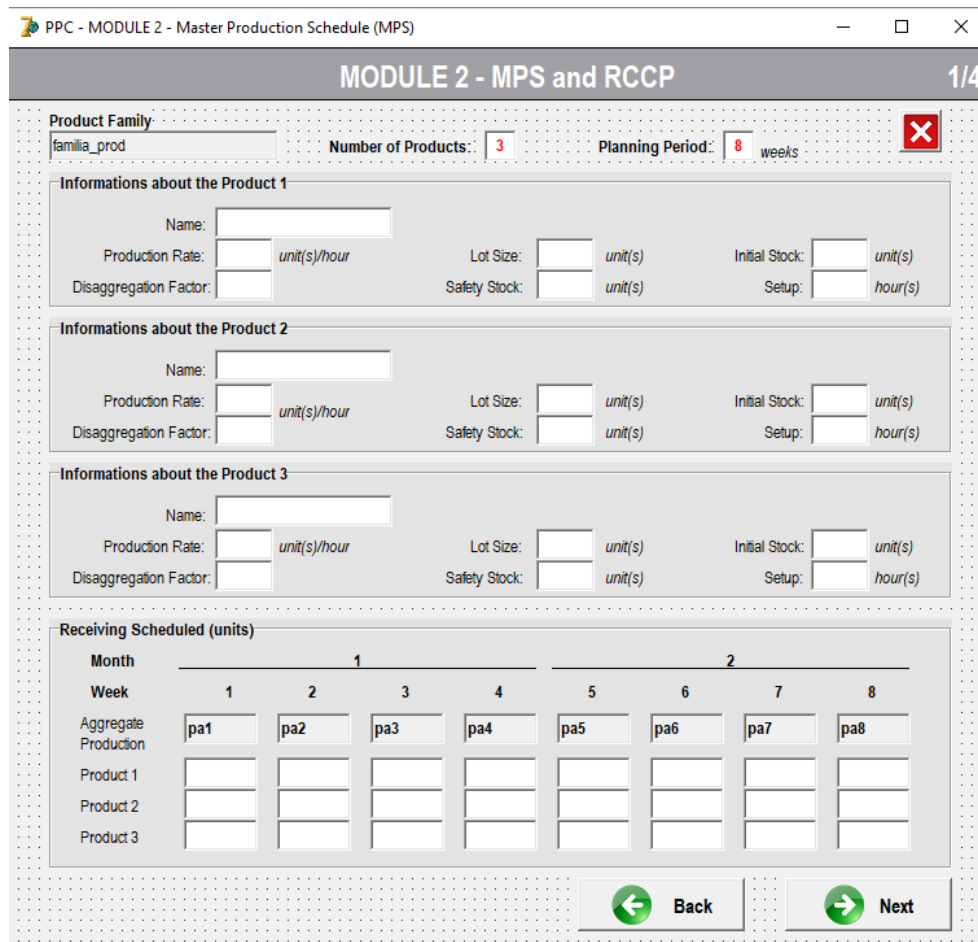 PPC - MODULE 2 - Master Production Schedule (MPS)
MODULE 2 - MPS and RCCP 1/4
Product Family
familia_prod Number of Products: 3 Planning Period: 8 weeks
Informations about the Product 1
Name:
Production Rate: unit(s)/hour Lot Size: unit(s) Initial Stock: unit(s)
Disaggregation Factor: Safety Stock: unit(s) Setup: hour(s)
Informations about the Product 2
Name:
Production Rate: unit(s)/hour Lot Size: unit(s) Initial Stock: unit(s)
Disaggregation Factor: Safety Stock: unit(s) Setup: hour(s)
Informations about the Product 3
Name:
Production Rate: unit(s)/hour Lot Size: unit(s) Initial Stock: unit(s)
Disaggregation Factor: Safety Stock: unit(s) Setup: hour(s)
Receiving Scheduled (units)
Month 1 2
Week 1 2 3 4 5 6 7 8
Aggregate
Production pa1 pa2 pa3 pa4 pa5 pa6 pa7 pa8
Product 1
Product 2
Product 3
Back Next